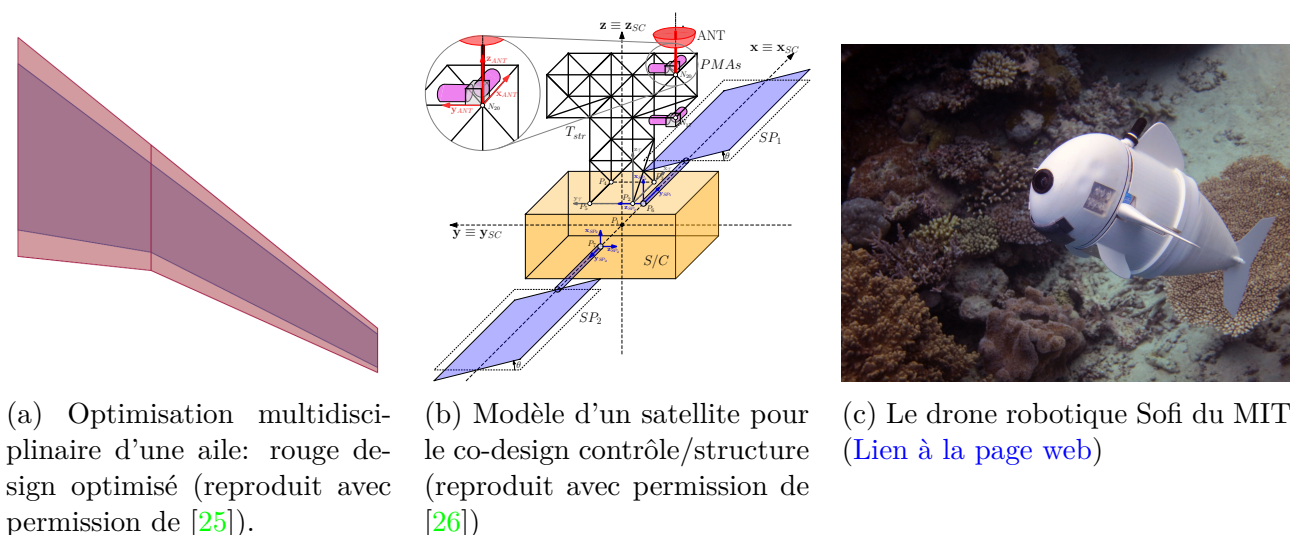 z ≡ z_SC
ANT
x ≡ x_SC
z_ANT
PMAs
N_20
x_ANT
y_ANT
N_20
T_str
SP_1
θ
y ≡ y_SC
S/C
SP_2
θ
(a) Optimisation multidisci-
plinaire d'une aile: rouge de-
sign optimisé (reproduit avec
permission de [25]).
(b) Modèle d'un satellite pour
le co-design contrôle/structure
(reproduit avec permission de
[26])
(c) Le drone robotique Sofi du MIT
(Lien à la page web)